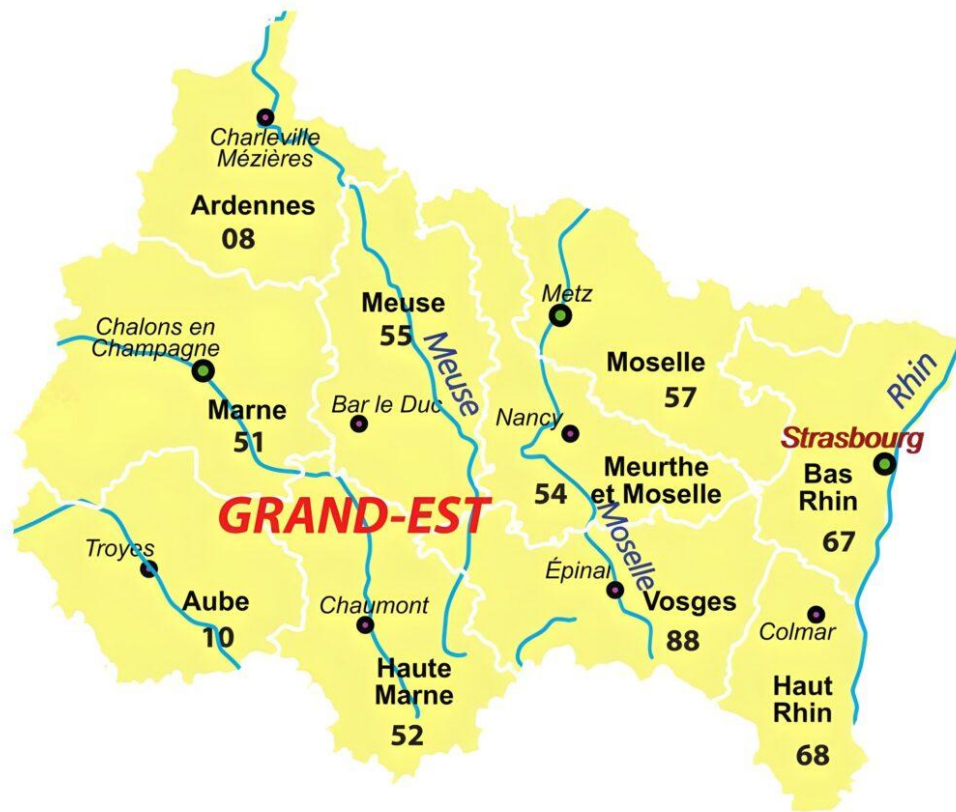 Charleville
Mézières
Ardennes
08
Meuse
55
Meuse
Metz
Chalons en
Champagne
Marne
51
Bar le Duc
Moselle
57
Rhin
Nancy
Strasbourg
Bas
Rhin
67
54
Meurthe
et Moselle
Moselle
GRAND-EST
Troyes
Aube
10
Chaumont
Haute
Marne
52
Épinal
Vosges
88
Colmar
Haut
Rhin
68